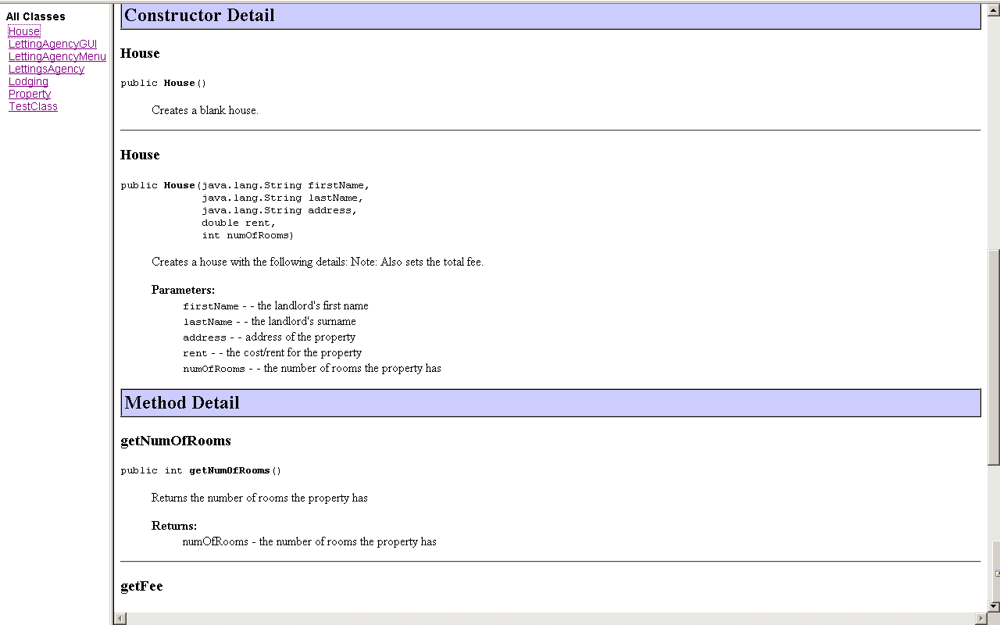 All Classes
House
LettingAgencyGUI
LettingAgencyMenu
LettingsAgency
Lodging
Property
TestClass
Constructor Detail
House
public House()
Creates a blank house.
House
public House(java.lang.String firstName,
java.lang.String lastName,
java.lang.String address,
double rent,
int numOfRooms)
Creates a house with the following details: Note: Also sets the total fee.
Parameters:
firstName - - the landlord's first name
lastName - - the landlord's surname
address - - address of the property
rent - - the cost/rent for the property
numOfRooms - - the number of rooms the property has
Method Detail
getNumOfRooms
public int getNumOfRooms()
Returns the number of rooms the property has
Returns:
numOfRooms - the number of rooms the property has
getFee